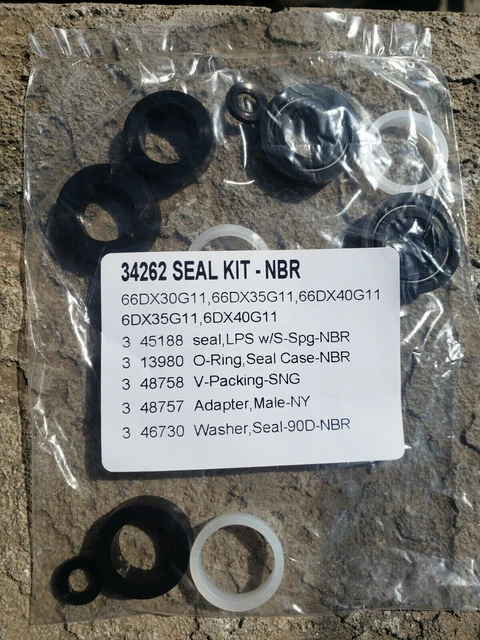 34262 SEAL KIT - NBR
66DX30G11,66DX35G11,66DX40G11
6DX35G11,6DX40G11
3 45188 seal,LPS w/S-Spg-NBR
3 13980 O-Ring,Seal Case-NBR
3 48758 V-Packing-SNG
3 48757 Adapter,Male-NY
3 46730 Washer,Seal-90D-NBR